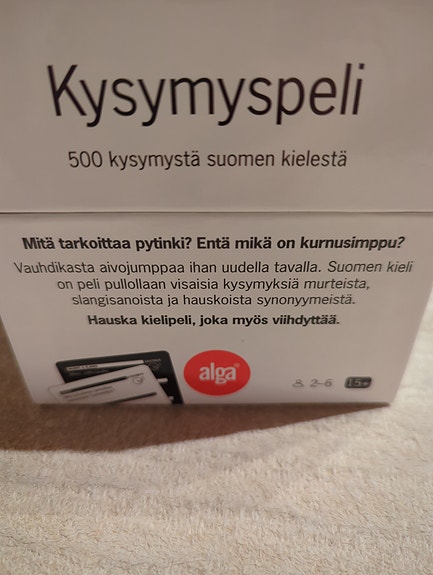 Kysymyspeli
500 kysymystä suomen kielestä
Mitä tarkoittaa pytinki? Entä mikä on kurnusimppu?
Vauhdikasta aivojumppaa ihan uudella tavalla. Suomen kieli
on peli pullollaan visaisia kysymyksiä murteista,
slangisanoista ja hauskoista synonyymeistä.
Hauska kielipeli, joka myös viihdyttää.
alga®
2–6
15+